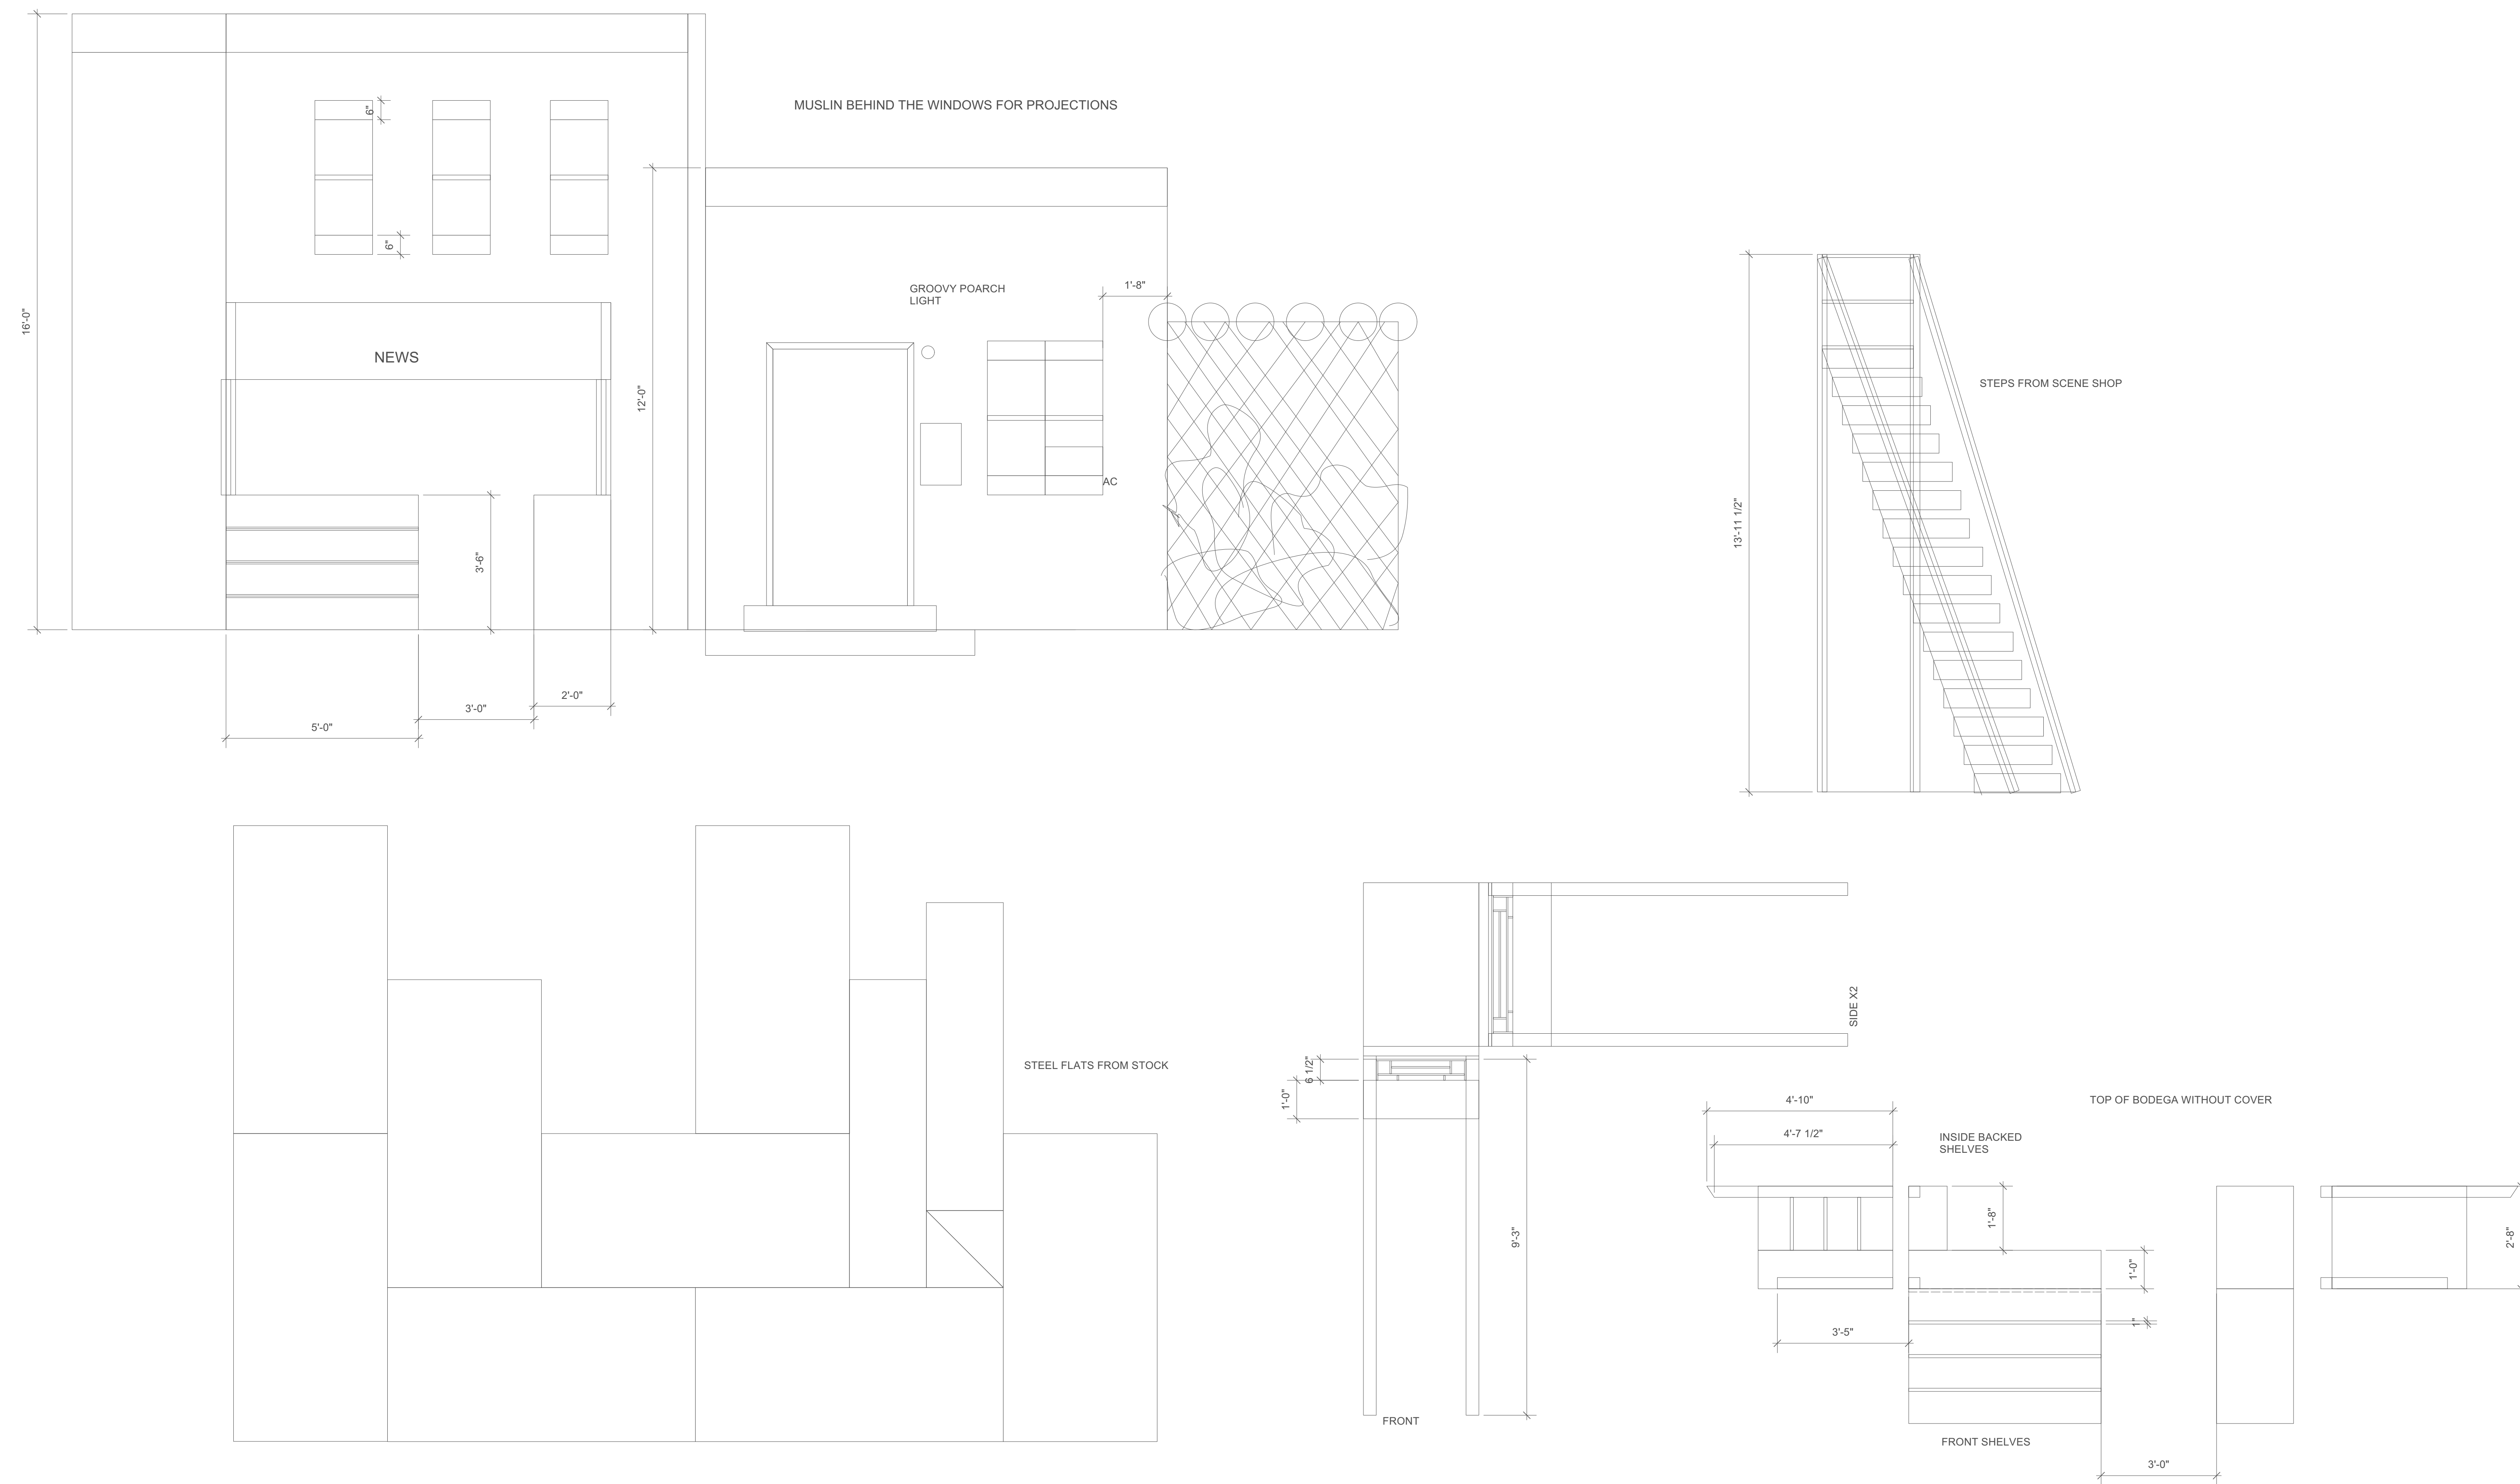 MUSLIN BEHIND THE WINDOWS FOR PROJECTIONS
6"
6"
16'-0"
NEWS
12'-0"
GROOVY POARCH
LIGHT
1'-8"
AC
3'-6"
2'-0"
3'-0"
5'-0"
STEPS FROM SCENE SHOP
13'-11 1/2"
STEEL FLATS FROM STOCK
SIDE X2
6 1/2"
1'-0"
9'-3"
FRONT
TOP OF BODEGA WITHOUT COVER
4'-10"
4'-7 1/2"
INSIDE BACKED
SHELVES
1'-8"
1'-0"
2'-8"
1"
3'-5"
FRONT SHELVES
3'-0"